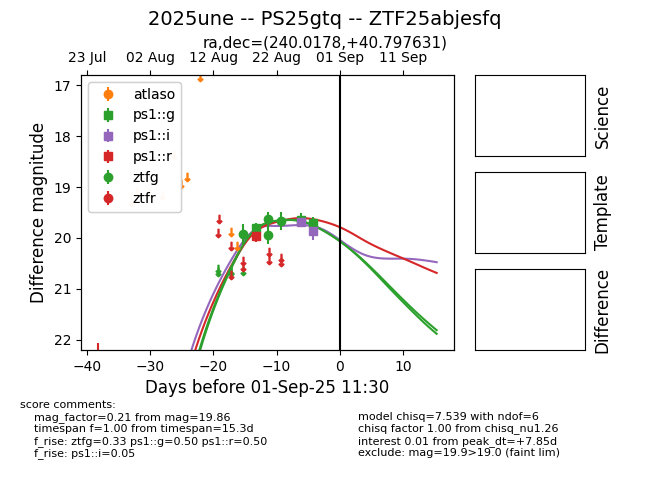 2025une -- PS25gtq -- ZTF25abjesfq
ra,dec=(240.0178,+40.797631)
23 Jul 02 Aug 12 Aug 22 Aug 01 Sep 11 Sep
17
18
19
20
21
22
Difference magnitude
atlaso
ps1::g
ps1::i
ps1::r
ztfg
ztfr
−40 −30 −20 −10 0 10
Days before 01-Sep-25 11:30
Science
Template
Difference
score comments:
mag_factor=0.21 from mag=19.86
timespan f=1.00 from timespan=15.3d
f_rise: ztfg=0.33 ps1::g=0.50 ps1::r=0.50
f_rise: ps1::i=0.05
model chisq=7.539 with ndof=6
chisq factor 1.00 from chisq_nu1.26
interest 0.01 from peak_dt=+7.85d
exclude: mag=19.9>19.0 (faint lim)